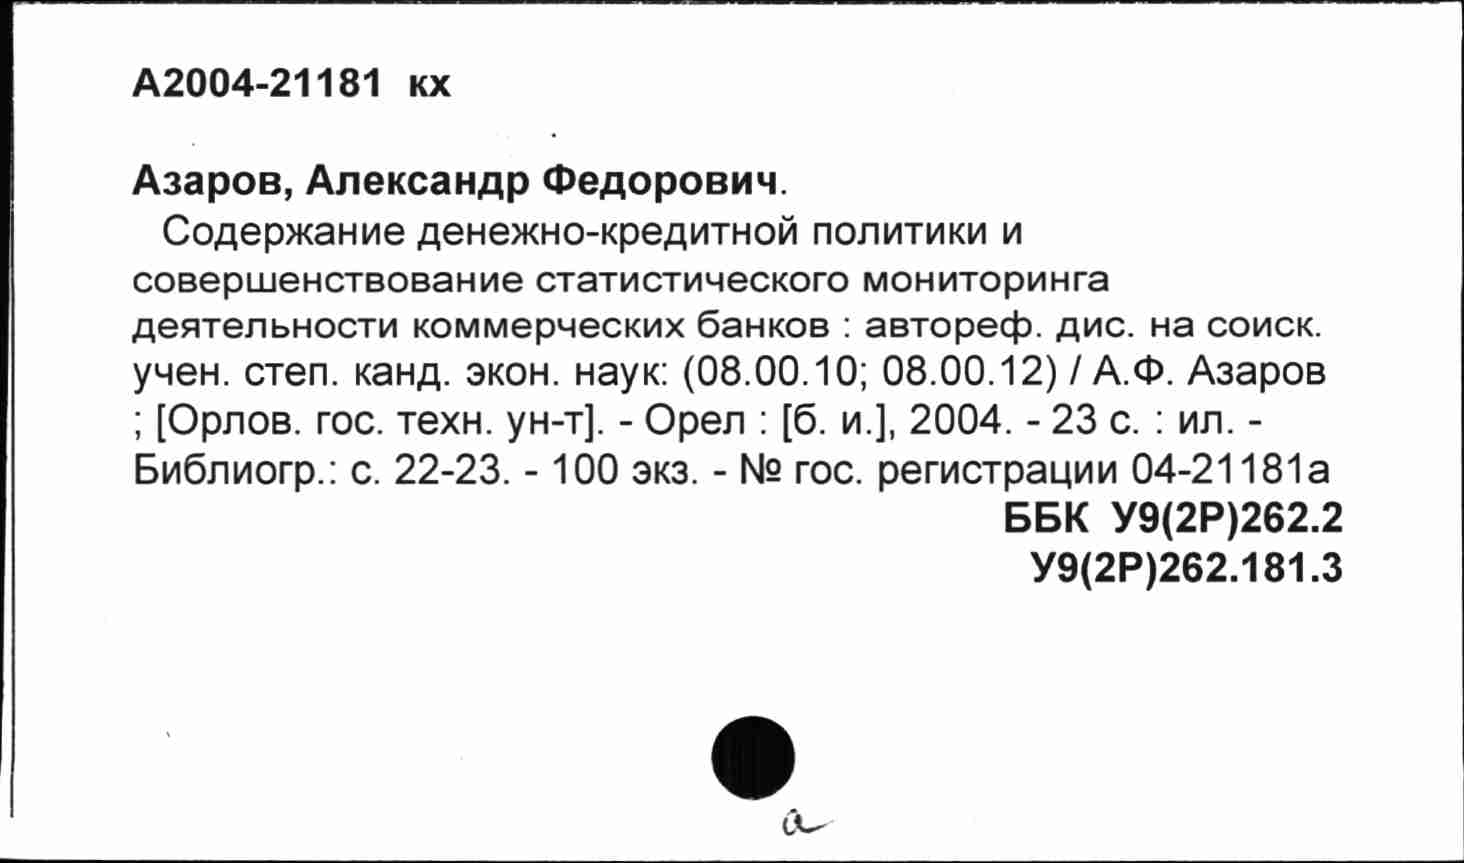 А2004-21181 кх
Азаров, Александр Федорович.
Содержание денежно-кредитной политики и
совершенствование статистического мониторинга
деятельности коммерческих банков : автореф. дис. на соиск.
учен. степ. канд. экон. наук: (08.00.10; 08.00.12) / А.Ф. Азаров
; [Орлов. гос. техн. ун-т]. - Орел : [б. и.], 2004. - 23 с. : ил. -
Библиогр.: с. 22-23. - 100 экз. - № гос. регистрации 04-21181а
ББК У9(2Р)262.2
У9(2Р)262.181.3
а